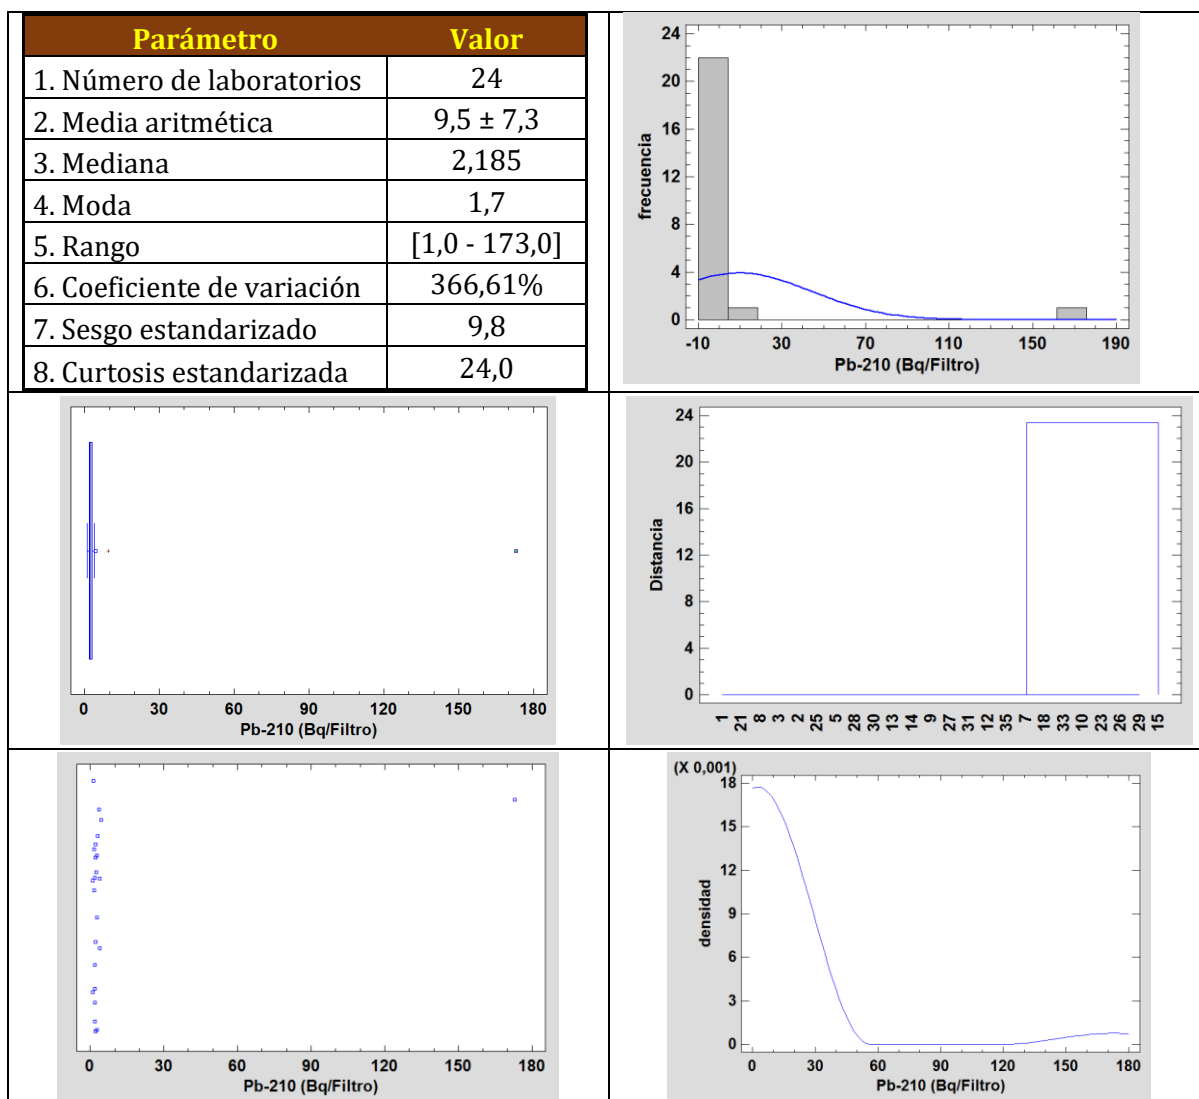 Parámetro Valor
1. Número de laboratorios 24
2. Media aritmética 9,5 ± 7,3
3. Mediana 2,185
4. Moda 1,7
5. Rango [1,0 - 173,0]
6. Coeficiente de variación 366,61%
7. Sesgo estandarizado 9,8
8. Curtosis estandarizada 24,0
24
20
16
12
8
4
0
frecuencia
-10 30 70 110 150 190
Pb-210 (Bq/Filtro)
0 30 60 90 120 150 180
Pb-210 (Bq/Filtro)
24
20
16
12
8
4
0
Distancia
1 21 8 3 2 25 5 28 30 13 14 9 27 31 12 35 7 18 33 10 23 26 29 15
0 30 60 90 120 150 180
Pb-210 (Bq/Filtro)
(X 0,001)
18
15
12
9
6
3
0
densidad
0 30 60 90 120 150 180
Pb-210 (Bq/Filtro)